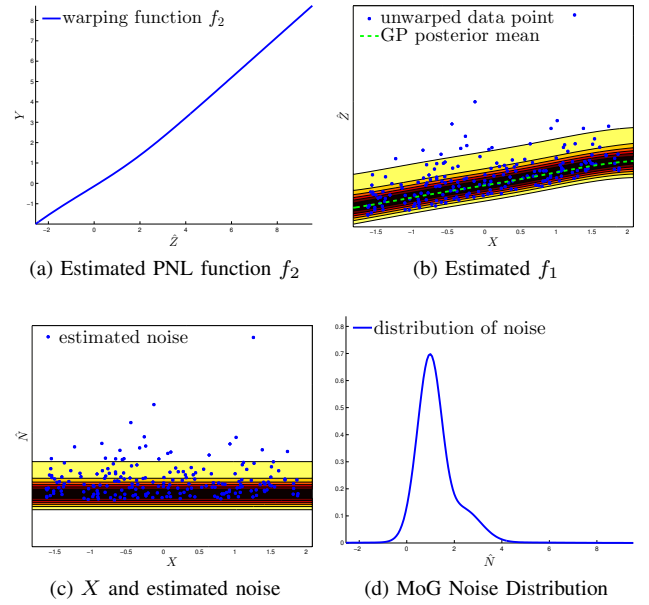 warping function f₂
8
7
6
5
4
3
2
1
0
−1
Y
−2 0 2 4 6 8
Ẑ
(a) Estimated PNL function f₂
unwarped data point
GP posterior mean
Ẑ
−1.5 −1 −0.5 0 0.5 1 1.5 2
X
(b) Estimated f₁
estimated noise
N̂
−1.5 −1 −0.5 0 0.5 1 1.5 2
X
(c) X and estimated noise
distribution of noise
0.8
0.7
0.6
0.5
0.4
0.3
0.2
0.1
0
−2 0 2 4 6 8
N̂
(d) MoG Noise Distribution